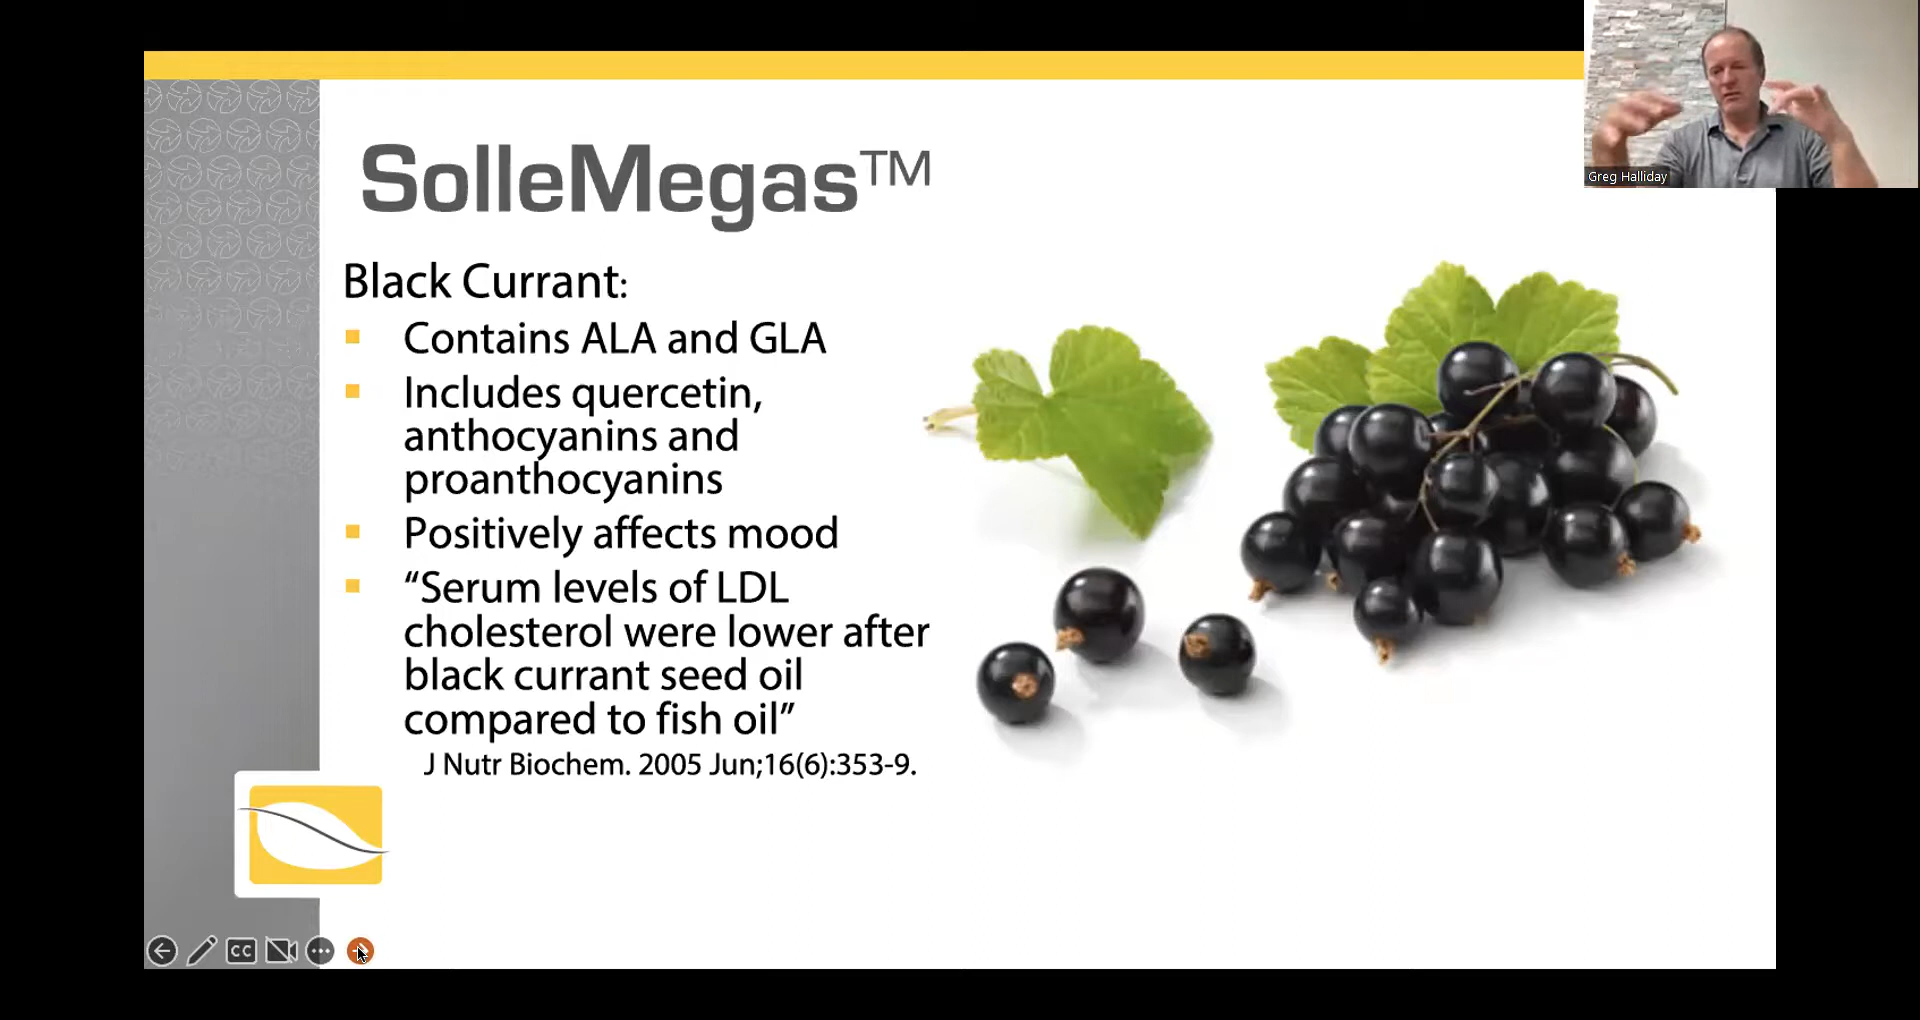 SolleMegas™
Black Currant:
Contains ALA and GLA
Includes quercetin,
anthocyanins and
proanthocyanins
Positively affects mood
“Serum levels of LDL
cholesterol were lower after
black currant seed oil
compared to fish oil”
J Nutr Biochem. 2005 Jun;16(6):353-9.
Greg Halliday
CC